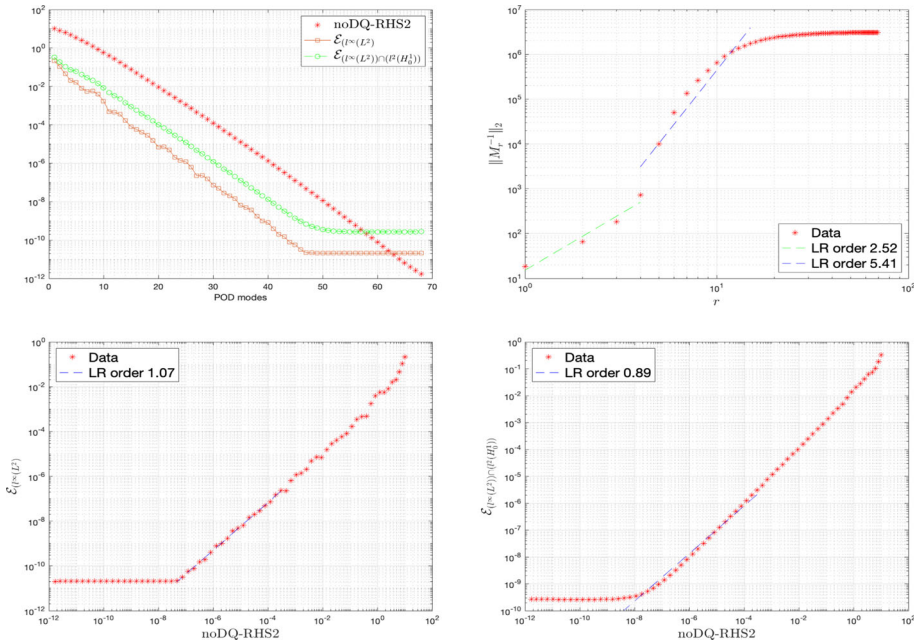 10^2
10^0
10^-2
10^-4
10^-6
10^-8
10^-10
10^-12
0 10 20 30 40 50 60 70
POD modes
noDQ-RHS2
ℰ_(l^∞(L^2))
ℰ_(l^∞(L^2))∩(l^2(H_0^1))
10^7
10^6
10^5
10^4
10^3
10^2
10^1
10^0 10^1 10^2
r
‖M_r^-1‖_2
Data
LR order 2.52
LR order 5.41
10^0
10^-2
10^-4
10^-6
10^-8
10^-10
10^-12
10^-12 10^-10 10^-8 10^-6 10^-4 10^-2 10^0 10^2
noDQ-RHS2
ℰ_(l^∞(L^2))
Data
LR order 1.07
10^0
10^-1
10^-2
10^-3
10^-4
10^-5
10^-6
10^-7
10^-8
10^-9
10^-10
10^-12 10^-10 10^-8 10^-6 10^-4 10^-2 10^0 10^2
noDQ-RHS2
ℰ_(l^∞(L^2))∩(l^2(H_0^1))
Data
LR order 0.89